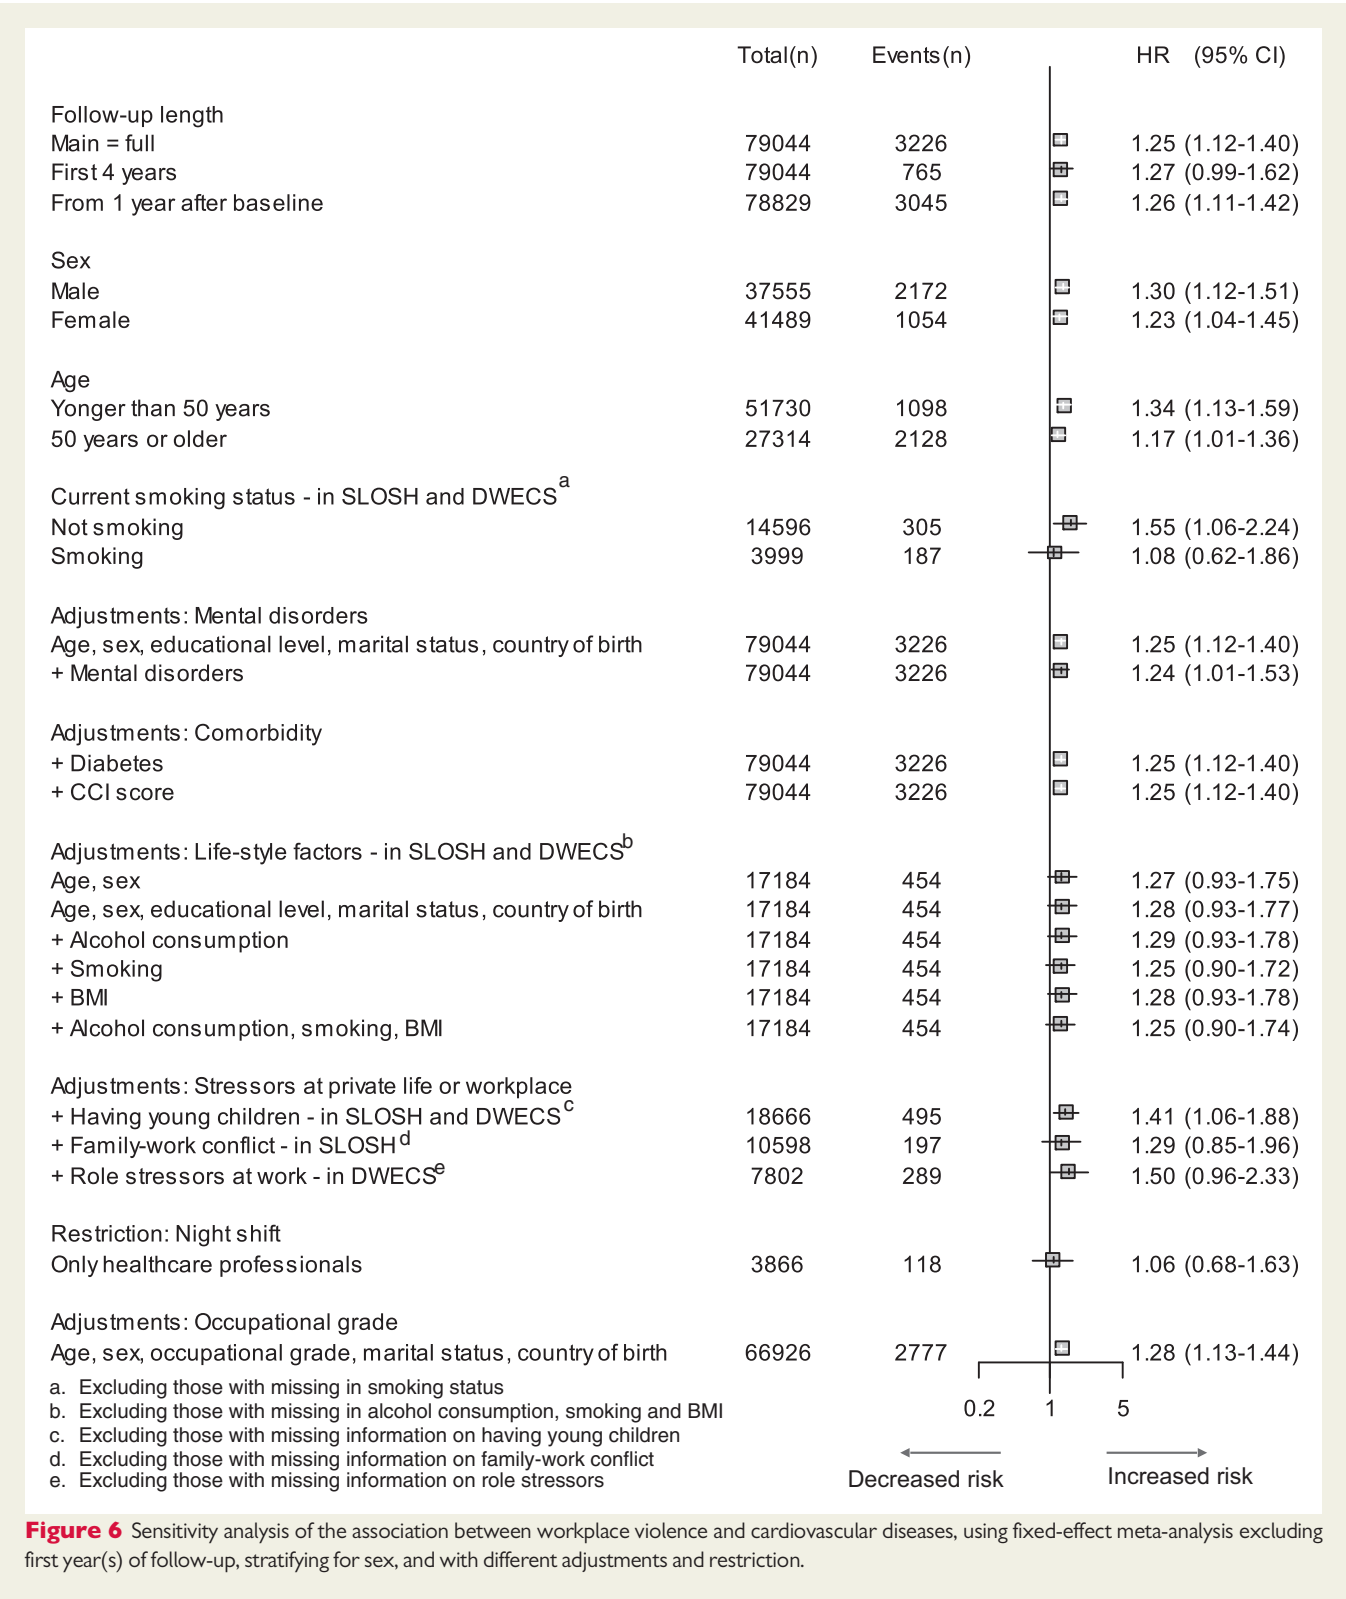 Total(n) Events(n) HR (95% CI)
Follow-up length
Main = full 79044 3226 1.25 (1.12-1.40)
First 4 years 79044 765 1.27 (0.99-1.62)
From 1 year after baseline 78829 3045 1.26 (1.11-1.42)
Sex
Male 37555 2172 1.30 (1.12-1.51)
Female 41489 1054 1.23 (1.04-1.45)
Age
Yonger than 50 years 51730 1098 1.34 (1.13-1.59)
50 years or older 27314 2128 1.17 (1.01-1.36)
Current smoking status - in SLOSH and DWECS a
Not smoking 14596 305 1.55 (1.06-2.24)
Smoking 3999 187 1.08 (0.62-1.86)
Adjustments: Mental disorders
Age, sex, educational level, marital status, country of birth 79044 3226 1.25 (1.12-1.40)
+ Mental disorders 79044 3226 1.24 (1.01-1.53)
Adjustments: Comorbidity
+ Diabetes 79044 3226 1.25 (1.12-1.40)
+ CCI score 79044 3226 1.25 (1.12-1.40)
Adjustments: Life-style factors - in SLOSH and DWECS b
Age, sex 17184 454 1.27 (0.93-1.75)
Age, sex, educational level, marital status, country of birth 17184 454 1.28 (0.93-1.77)
+ Alcohol consumption 17184 454 1.29 (0.93-1.78)
+ Smoking 17184 454 1.25 (0.90-1.72)
+ BMI 17184 454 1.28 (0.93-1.78)
+ Alcohol consumption, smoking, BMI 17184 454 1.25 (0.90-1.74)
Adjustments: Stressors at private life or workplace
+ Having young children - in SLOSH and DWECS c 18666 495 1.41 (1.06-1.88)
+ Family-work conflict - in SLOSH d 10598 197 1.29 (0.85-1.96)
+ Role stressors at work - in DWECS e 7802 289 1.50 (0.96-2.33)
Restriction: Night shift
Only healthcare professionals 3866 118 1.06 (0.68-1.63)
Adjustments: Occupational grade
Age, sex, occupational grade, marital status, country of birth 66926 2777 1.28 (1.13-1.44)
a. Excluding those with missing in smoking status
b. Excluding those with missing in alcohol consumption, smoking and BMI
c. Excluding those with missing information on having young children
d. Excluding those with missing information on family-work conflict
e. Excluding those with missing information on role stressors
0.2 1 5
Decreased risk Increased risk
Figure 6 Sensitivity analysis of the association between workplace violence and cardiovascular diseases, using fixed-effect meta-analysis excluding
first year(s) of follow-up, stratifying for sex, and with different adjustments and restriction.